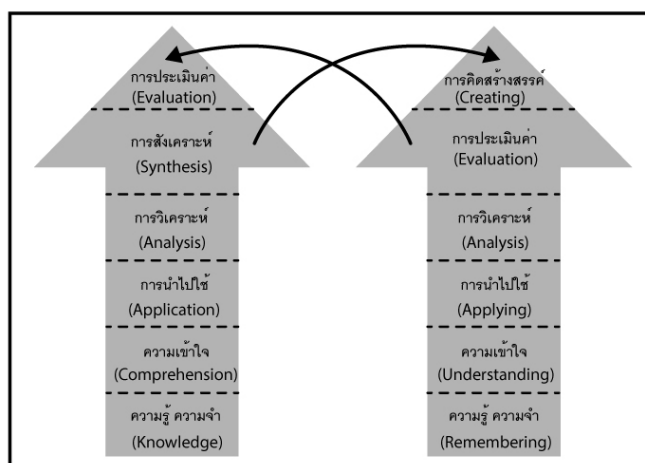 การประเมินค่า
(Evaluation)
การสังเคราะห์
(Synthesis)
การวิเคราะห์
(Analysis)
การนำไปใช้
(Application)
ความเข้าใจ
(Comprehension)
ความรู้ ความจำ
(Knowledge)
การคิดสร้างสรรค์
(Creating)
การประเมินค่า
(Evaluation)
การวิเคราะห์
(Analysis)
การนำไปใช้
(Applying)
ความเข้าใจ
(Understanding)
ความรู้ ความจำ
(Remembering)